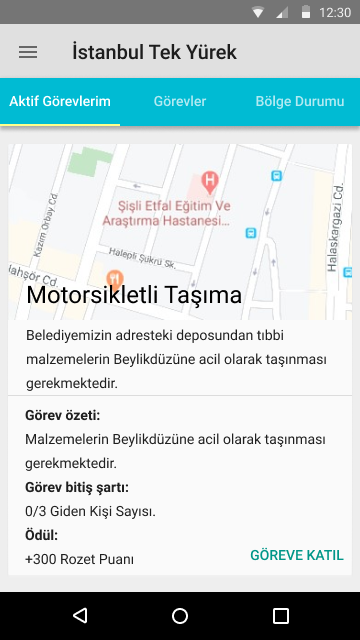 12:30
İstanbul Tek Yürek
Aktif Görevlerim
Görevler
Bölge Durumu
H
Şişli Etfal Eğitim Ve
Araştırma Hastanesi...
Kazım Orbay Cd.
Halaskargazi Cd.
Halepli Şükrü Sk.
lahşör Cd.
Motorsikletli Taşıma
Belediyemizin adresteki deposundan tıbbi
malzemelerin Beylikdüzüne acil olarak taşınması
gerekmektedir.
Görev özeti:
Malzemelerin Beylikdüzüne acil olarak taşınması
gerekmektedir.
Görev bitiş şartı:
0/3 Giden Kişi Sayısı.
Ödül:
+300 Rozet Puanı
GÖREVE KATIL